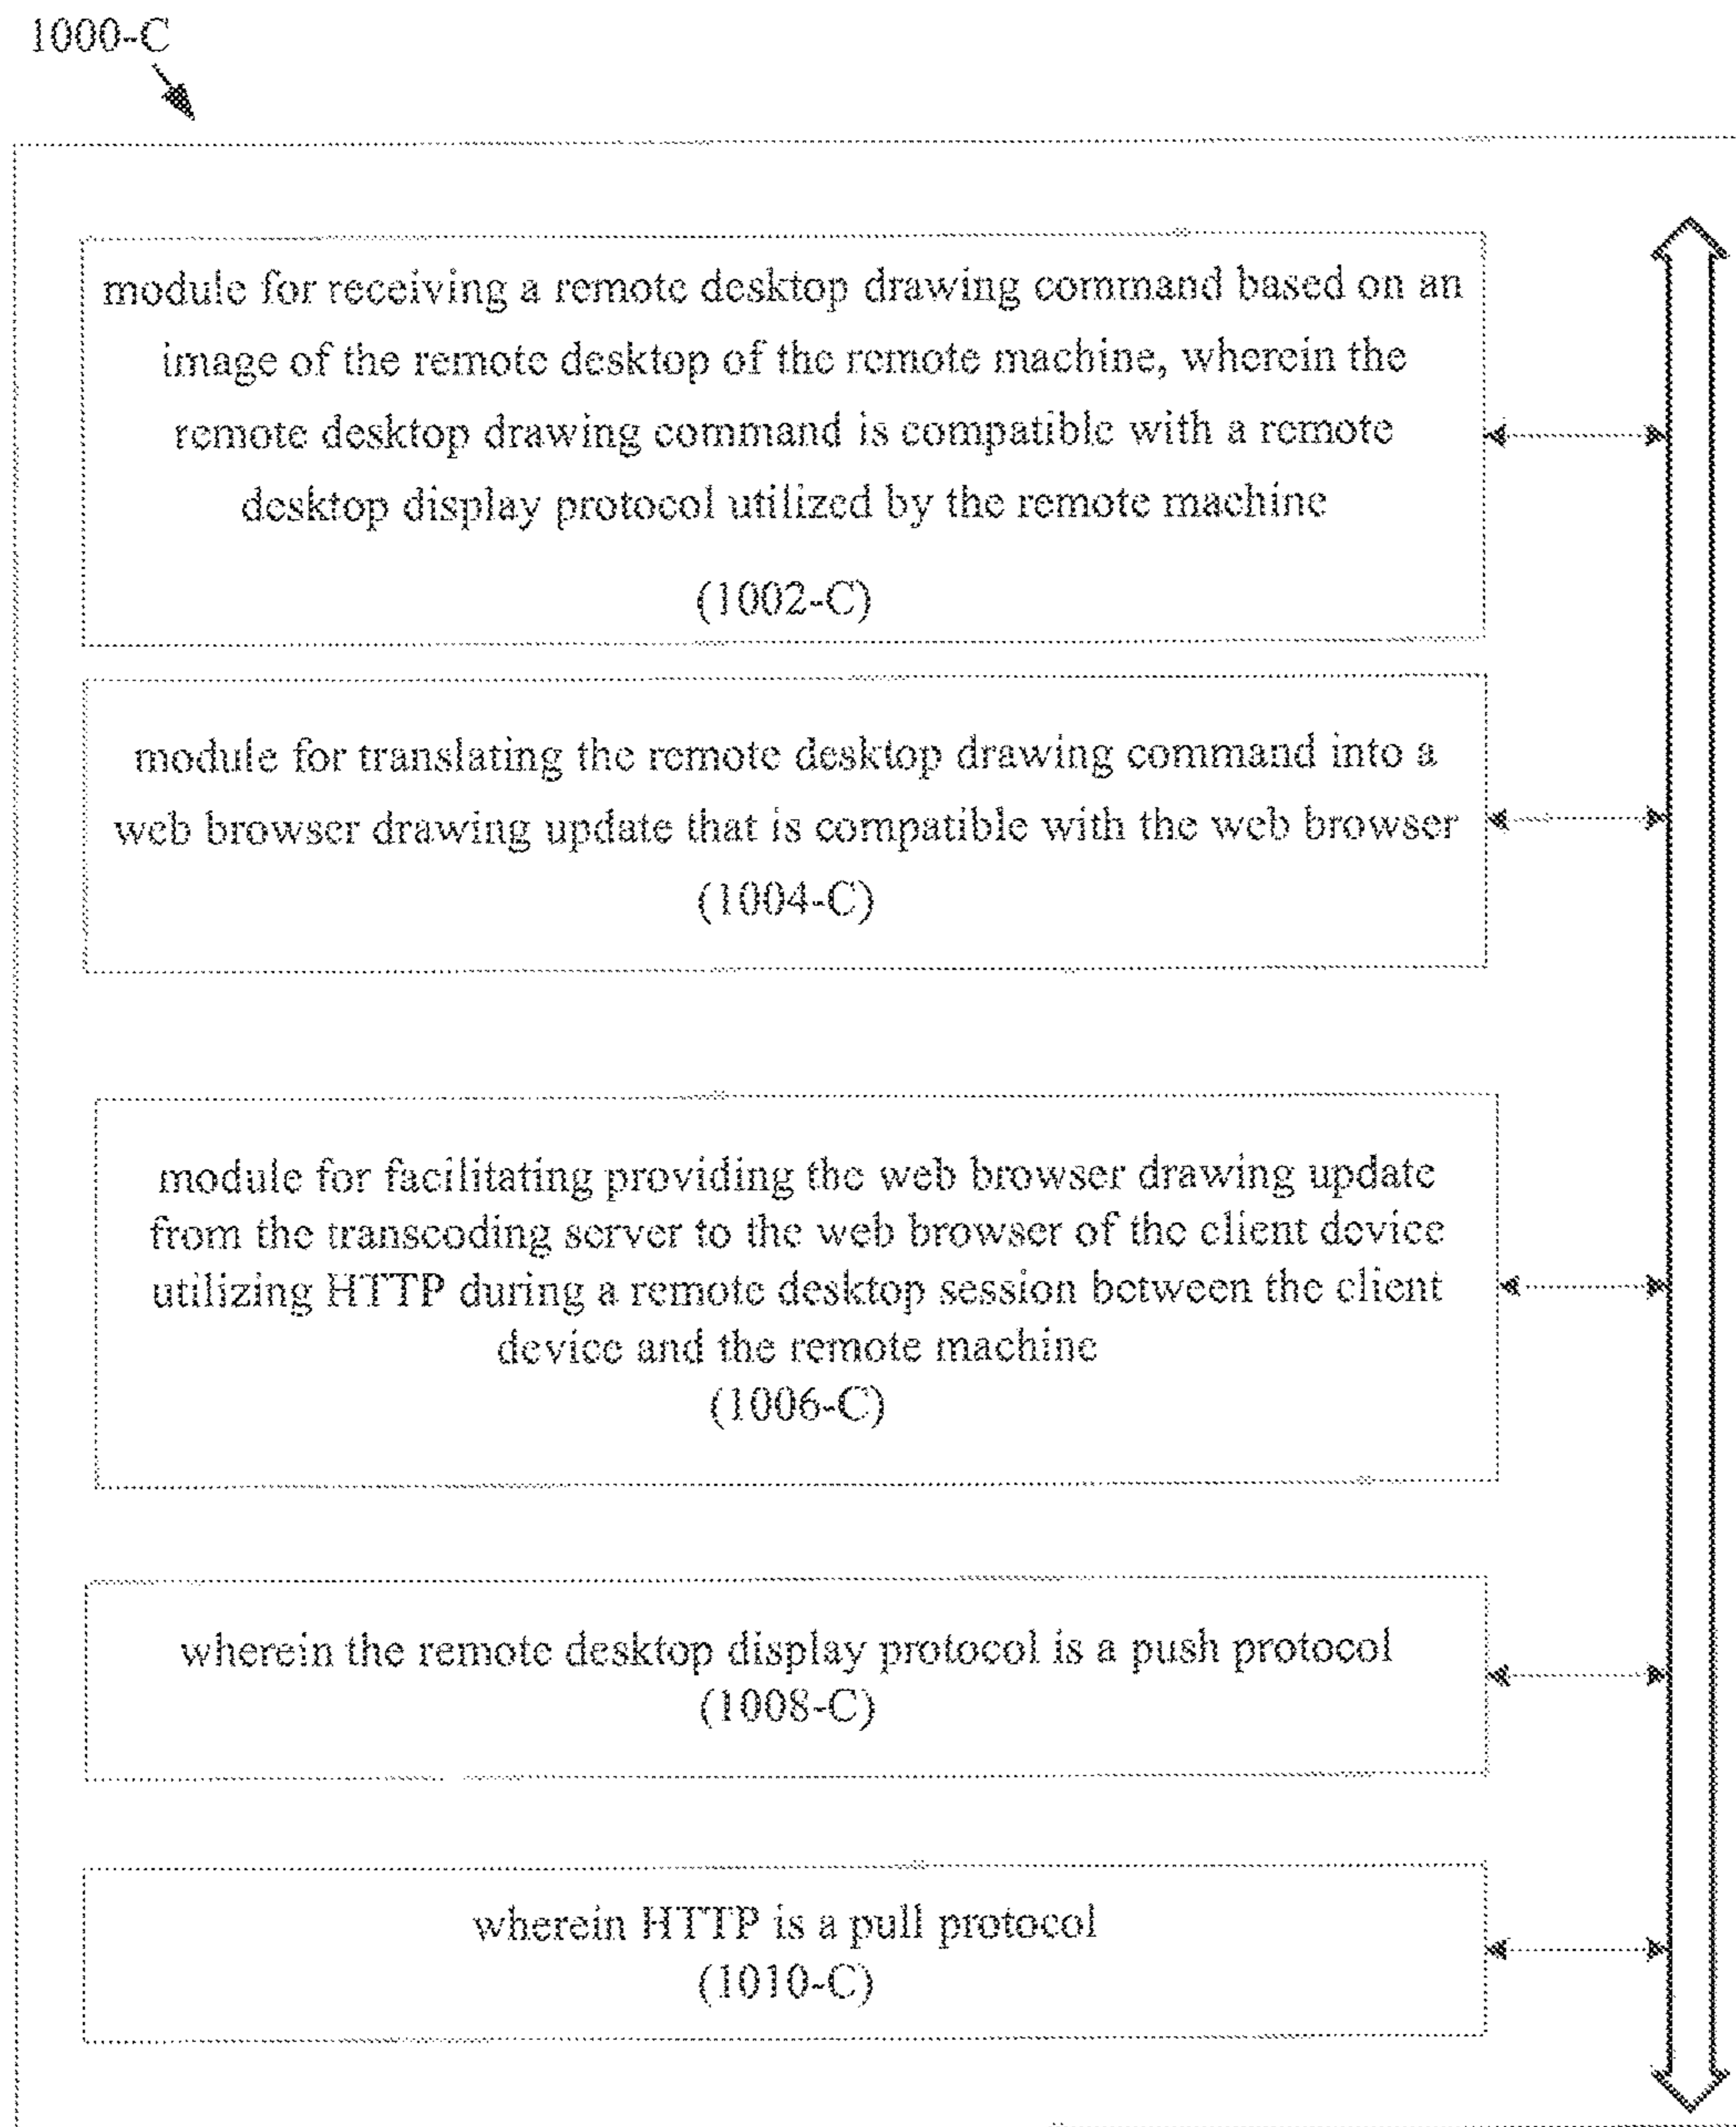 1000-C
module for receiving a remote desktop drawing command based on an
image of the remote desktop of the remote machine, wherein the
remote desktop drawing command is compatible with a remote
desktop display protocol utilized by the remote machine
(1002-C)
module for translating the remote desktop drawing command into a
web browser drawing update that is compatible with the web browser
(1004-C)
module for facilitating providing the web browser drawing update
from the transcoding server to the web browser of the client device
utilizing HTTP during a remote desktop session between the client
device and the remote machine
(1006-C)
wherein the remote desktop display protocol is a push protocol
(1008-C)
wherein HTTP is a pull protocol
(1010-C)